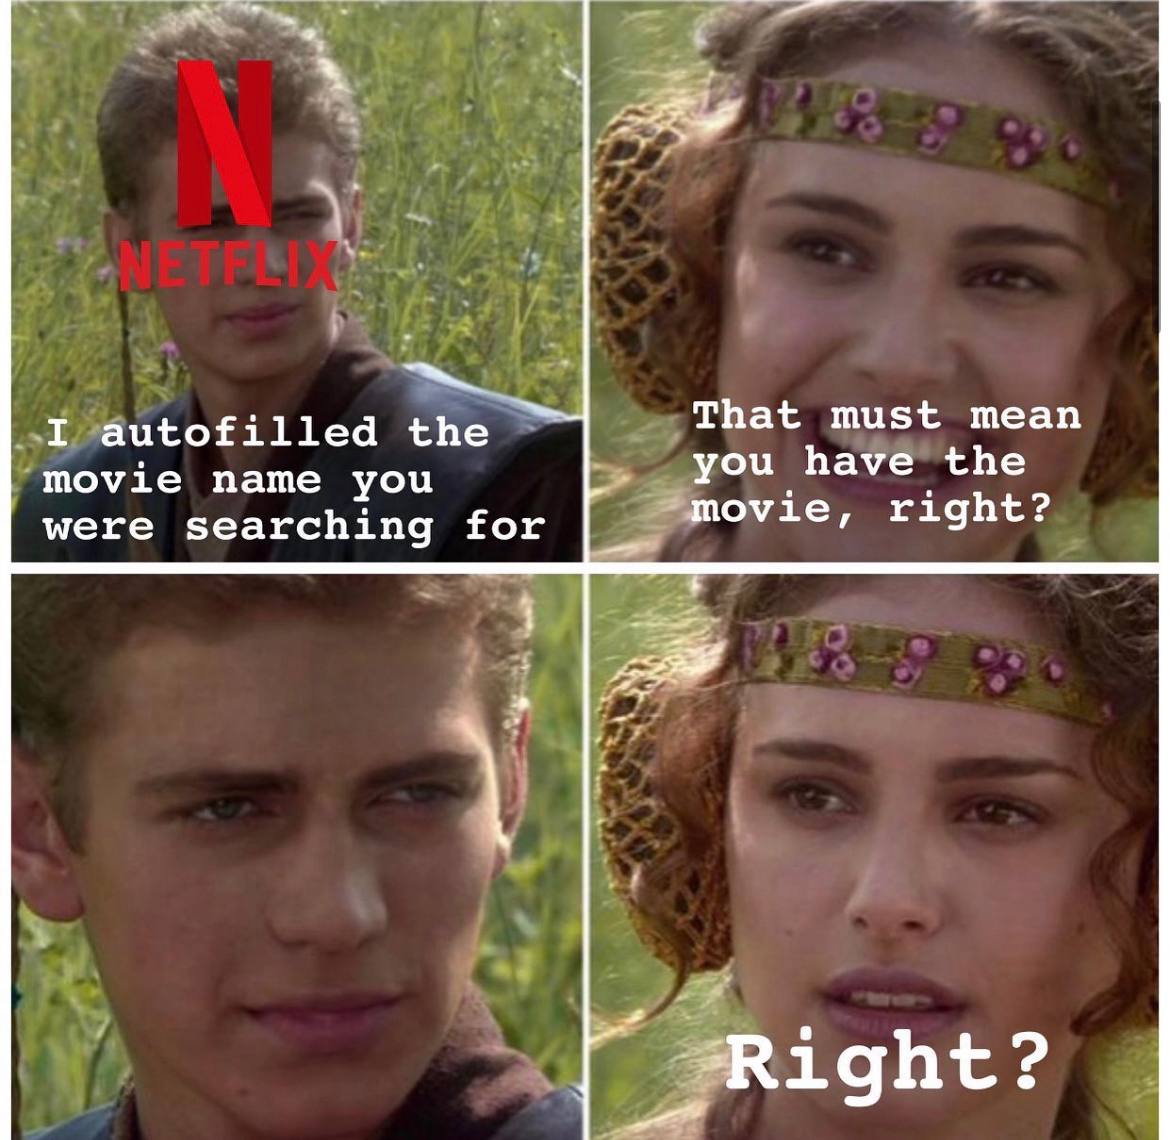 NETFLIX
I autofilled the
movie name you
were searching for
That must mean
you have the
movie, right?
Right?